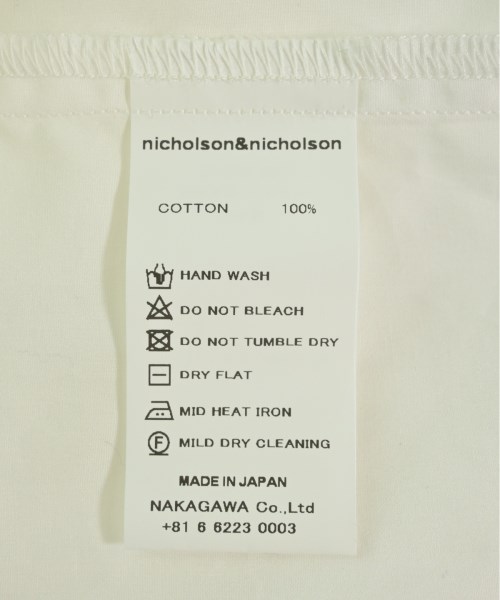 nicholson&nicholson
COTTON 100%
HAND WASH
DO NOT BLEACH
DO NOT TUMBLE DRY
DRY FLAT
MID HEAT IRON
F MILD DRY CLEANING
MADE IN JAPAN
NAKAGAWA Co.,Ltd
+81 6 6223 0003